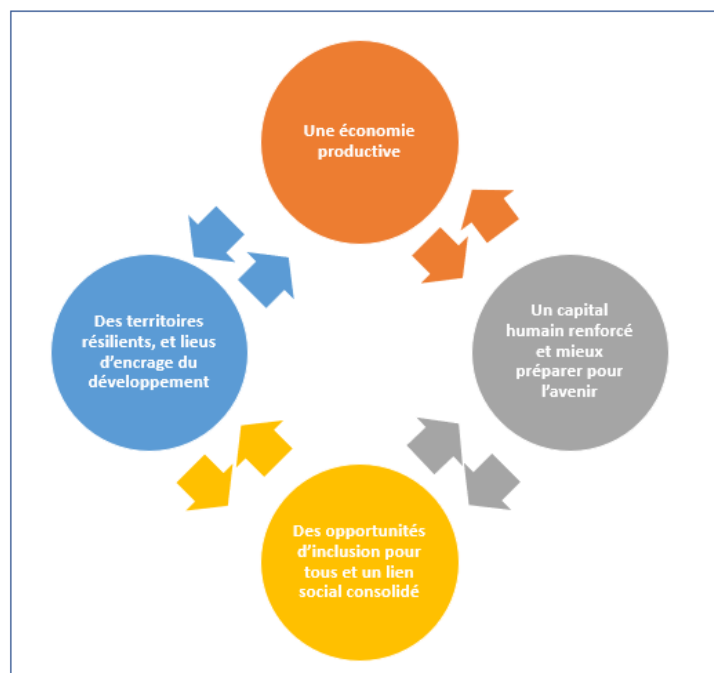 Une économie
productive
Des territoires
résilients, et lieus
d’encrage du
développement
Un capital
humain renforcé
et mieux
préparer pour
l’avenir
Des opportunités
d’inclusion pour
tous et un lien
social consolidé